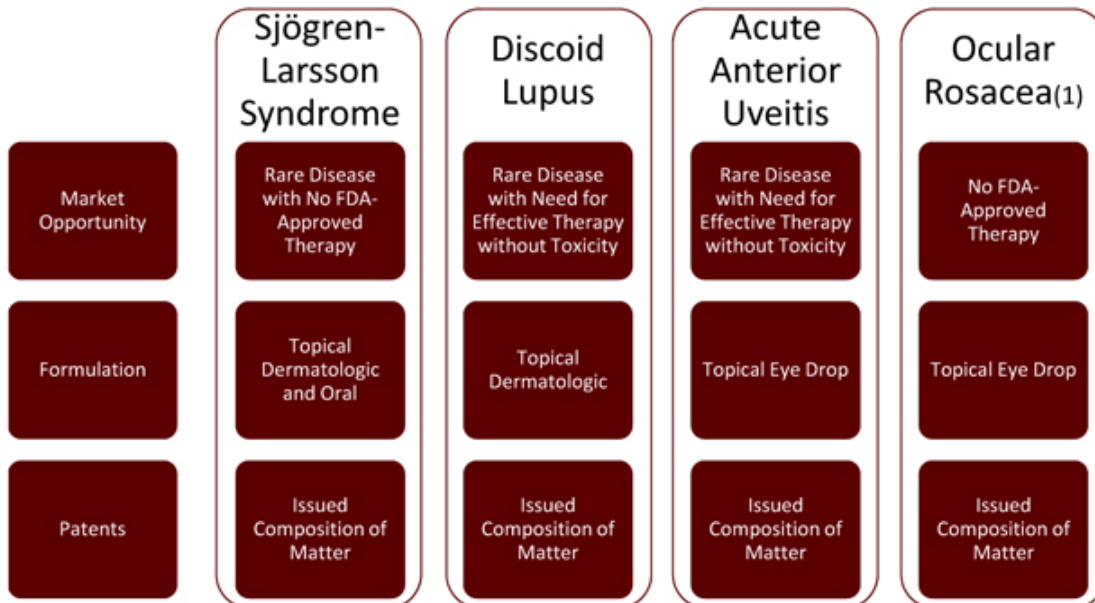 Sjögren-
Larsson
Syndrome
Discoid
Lupus
Acute
Anterior
Uveitis
Ocular
Rosacea(1)
Market
Opportunity
Rare Disease
with No FDA-
Approved
Therapy
Rare Disease
with Need for
Effective Therapy
without Toxicity
Rare Disease
with Need for
Effective Therapy
without Toxicity
No FDA-
Approved
Therapy
Formulation
Topical
Dermatologic
and Oral
Topical
Dermatologic
Topical Eye Drop
Topical Eye Drop
Patents
Issued
Composition of
Matter
Issued
Composition of
Matter
Issued
Composition of
Matter
Issued
Composition of
Matter